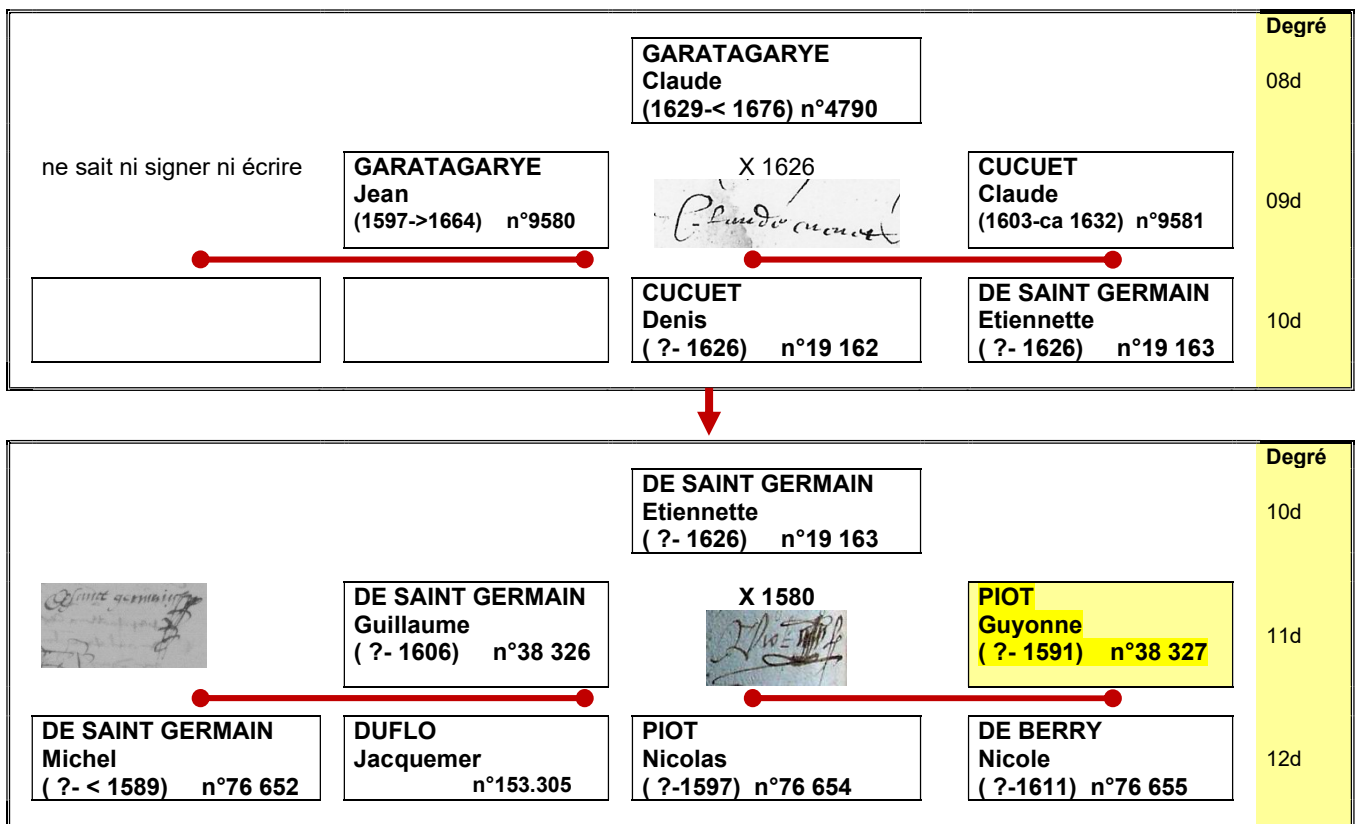 Degré
GARATAGARYE
Claude
(1629-< 1676) n°4790
08d
ne sait ni signer ni écrire
GARATAGARYE
Jean
(1597->1664) n°9580
X 1626
Claude cucuet
CUCUET
Claude
(1603-ca 1632) n°9581
09d
CUCUET
Denis
( ?- 1626) n°19 162
DE SAINT GERMAIN
Etiennette
( ?- 1626) n°19 163
10d
Degré
DE SAINT GERMAIN
Etiennette
( ?- 1626) n°19 163
10d
DE SAINT GERMAIN
Guillaume
( ?- 1606) n°38 326
X 1580
PIOT
Guyonne
( ?- 1591) n°38 327
11d
DE SAINT GERMAIN
Michel
( ?- < 1589) n°76 652
DUFLO
Jacquemer
n°153.305
PIOT
Nicolas
( ?-1597) n°76 654
DE BERRY
Nicole
( ?-1611) n°76 655
12d